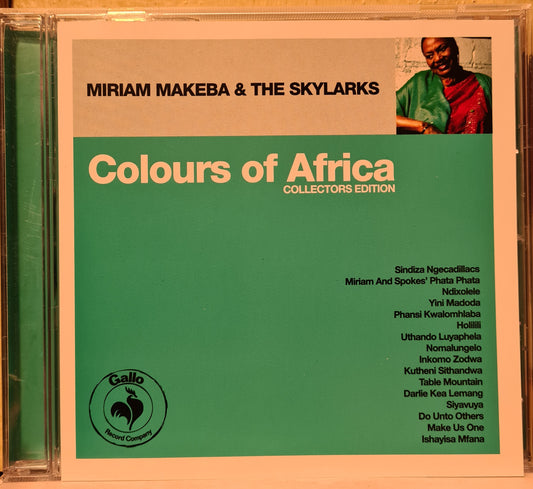 MIRIAM MAKEBA & THE SKYLARKS
Colours of Africa
COLLECTORS EDITION
Sindiza Ngecadillacs
Miriam And Spokes' Phata Phata
Ndixolele
Yini Madoda
Phansi Kwalomhlaba
Holilili
Uthando Luyaphela
Nomalungelo
Inkomo Zodwa
Kutheni Sithandwa
Table Mountain
Darlie Kea Lemang
Siyavuya
Do Unto Others
Make Us One
Ishayisa Mfana
Gallo
Record Company